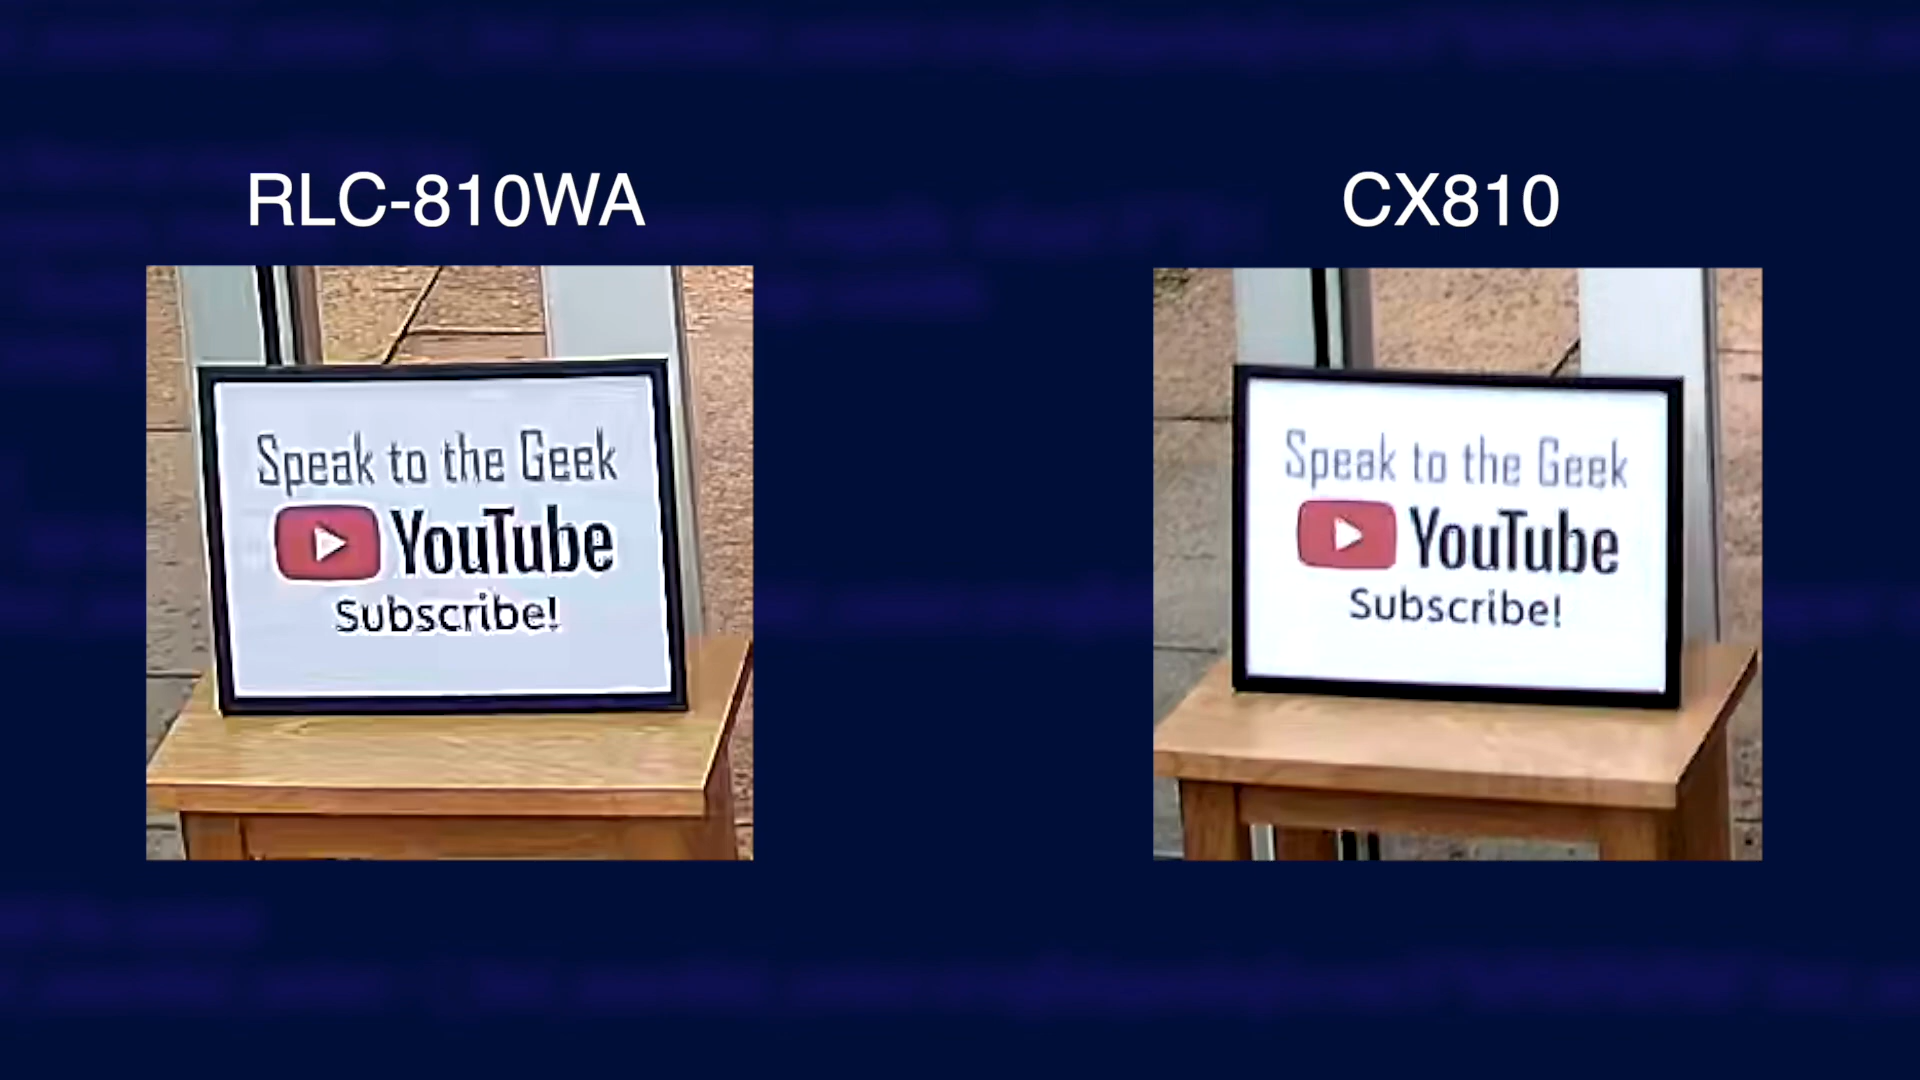 RLC-810WA
CX810
Speak to the Geek
YouTube
Subscribe!
Speak to the Geek
YouTube
Subscribe!